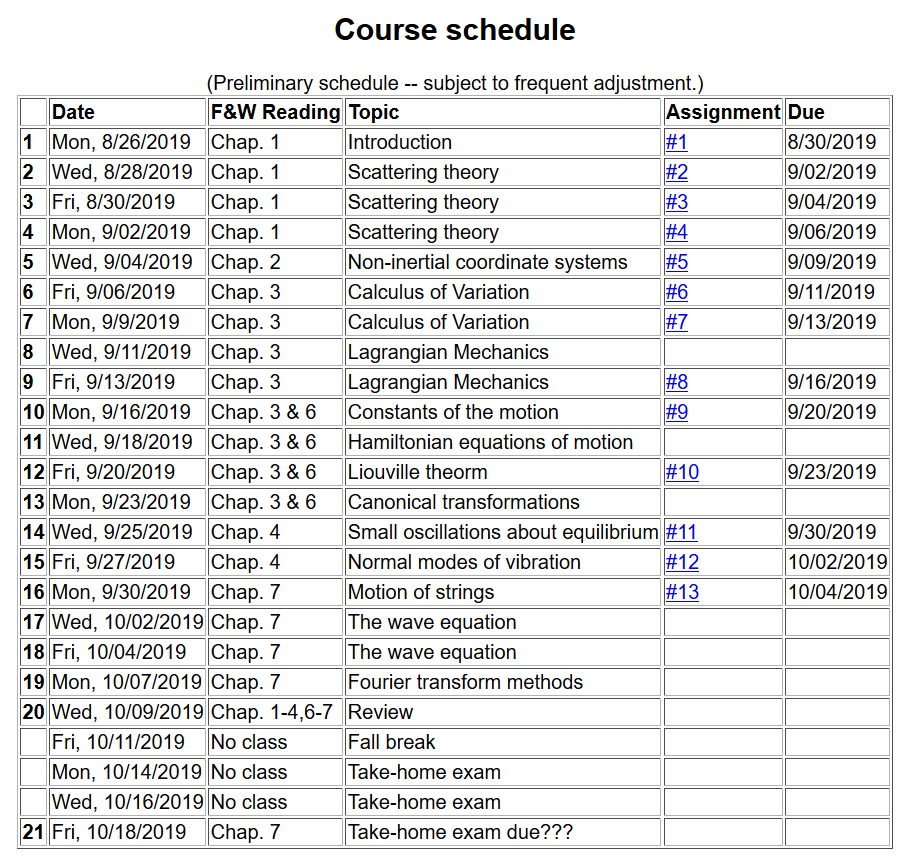 Course schedule
(Preliminary schedule -- subject to frequent adjustment.)
Date F&W Reading Topic Assignment Due
1 Mon, 8/26/2019 Chap. 1 Introduction #1 8/30/2019
2 Wed, 8/28/2019 Chap. 1 Scattering theory #2 9/02/2019
3 Fri, 8/30/2019 Chap. 1 Scattering theory #3 9/04/2019
4 Mon, 9/02/2019 Chap. 1 Scattering theory #4 9/06/2019
5 Wed, 9/04/2019 Chap. 2 Non-inertial coordinate systems #5 9/09/2019
6 Fri, 9/06/2019 Chap. 3 Calculus of Variation #6 9/11/2019
7 Mon, 9/9/2019 Chap. 3 Calculus of Variation #7 9/13/2019
8 Wed, 9/11/2019 Chap. 3 Lagrangian Mechanics
9 Fri, 9/13/2019 Chap. 3 Lagrangian Mechanics #8 9/16/2019
10 Mon, 9/16/2019 Chap. 3 & 6 Constants of the motion #9 9/20/2019
11 Wed, 9/18/2019 Chap. 3 & 6 Hamiltonian equations of motion
12 Fri, 9/20/2019 Chap. 3 & 6 Liouville theorm #10 9/23/2019
13 Mon, 9/23/2019 Chap. 3 & 6 Canonical transformations
14 Wed, 9/25/2019 Chap. 4 Small oscillations about equilibrium #11 9/30/2019
15 Fri, 9/27/2019 Chap. 4 Normal modes of vibration #12 10/02/2019
16 Mon, 9/30/2019 Chap. 7 Motion of strings #13 10/04/2019
17 Wed, 10/02/2019 Chap. 7 The wave equation
18 Fri, 10/04/2019 Chap. 7 The wave equation
19 Mon, 10/07/2019 Chap. 7 Fourier transform methods
20 Wed, 10/09/2019 Chap. 1-4,6-7 Review
Fri, 10/11/2019 No class Fall break
Mon, 10/14/2019 No class Take-home exam
Wed, 10/16/2019 No class Take-home exam
21 Fri, 10/18/2019 Chap. 7 Take-home exam due???